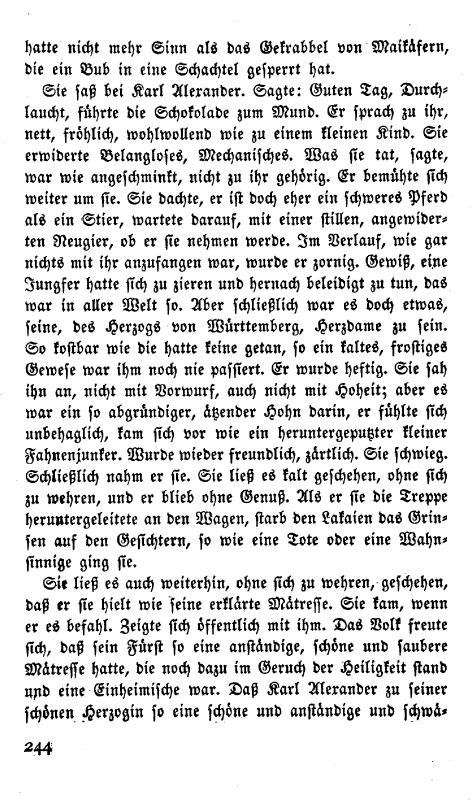 hatte nicht mehr Sinn als das Gekrabbel von Maikäfern,
die ein Bub in eine Schachtel gesperrt hat.
Sie saß bei Karl Alexander. Sagte: Guten Tag, Durch-
laucht, führte die Schokolade zum Mund. Er sprach zu ihr,
nett, fröhlich, wohlwollend wie zu einem kleinen Kind. Sie
erwiderte Belangloses, Mechanisches. Was sie tat, sagte,
war wie angeschminkt, nicht zu ihr gehörig. Er bemühte sich
weiter um sie. Sie dachte, er ist doch eher ein schweres Pferd
als ein Stier, wartete darauf, mit einer stillen, angewider-
ten Neugier, ob er sie nehmen werde. Im Verlauf, wie gar
nichts mit ihr anzufangen war, wurde er zornig. Gewiß, eine
Jungfer hatte sich zu zieren und hernach beleidigt zu tun, das
war in aller Welt so. Aber schließlich war es doch etwas,
seine, des Herzogs von Württemberg, Herzdame zu sein.
So kostbar wie die hatte keine getan, so ein kaltes, frostiges
Gewese war ihm noch nie passiert. Er wurde heftig. Sie sah
ihn an, nicht mit Vorwurf, auch nicht mit Hoheit; aber es
war ein so abgründiger, ätzender Hohn darin, er fühlte sich
unbehaglich, kam sich vor wie ein heruntergeputzter kleiner
Fahnenjunker. Wurde wieder freundlich, zärtlich. Sie schwieg.
Schließlich nahm er sie. Sie ließ es kalt geschehen, ohne sich
zu wehren, und er blieb ohne Genuß. Als er sie die Treppe
heruntergeleitete an den Wagen, starb den Lakaien das Grin-
sen auf den Gesichtern, so wie eine Tote oder eine Wahn-
sinnige ging sie.
Sie ließ es auch weiterhin, ohne sich zu wehren, geschehen,
daß er sie hielt wie seine erklärte Mätresse. Sie kam, wenn
er es befahl. Zeigte sich öffentlich mit ihm. Das Volk freute
sich, daß sein Fürst so eine anständige, schöne und saubere
Mätresse hatte, die noch dazu im Geruch der Heiligkeit stand
und eine Einheimische war. Daß Karl Alexander zu seiner
schönen Herzogin so eine schöne und anständige und schwä-
244